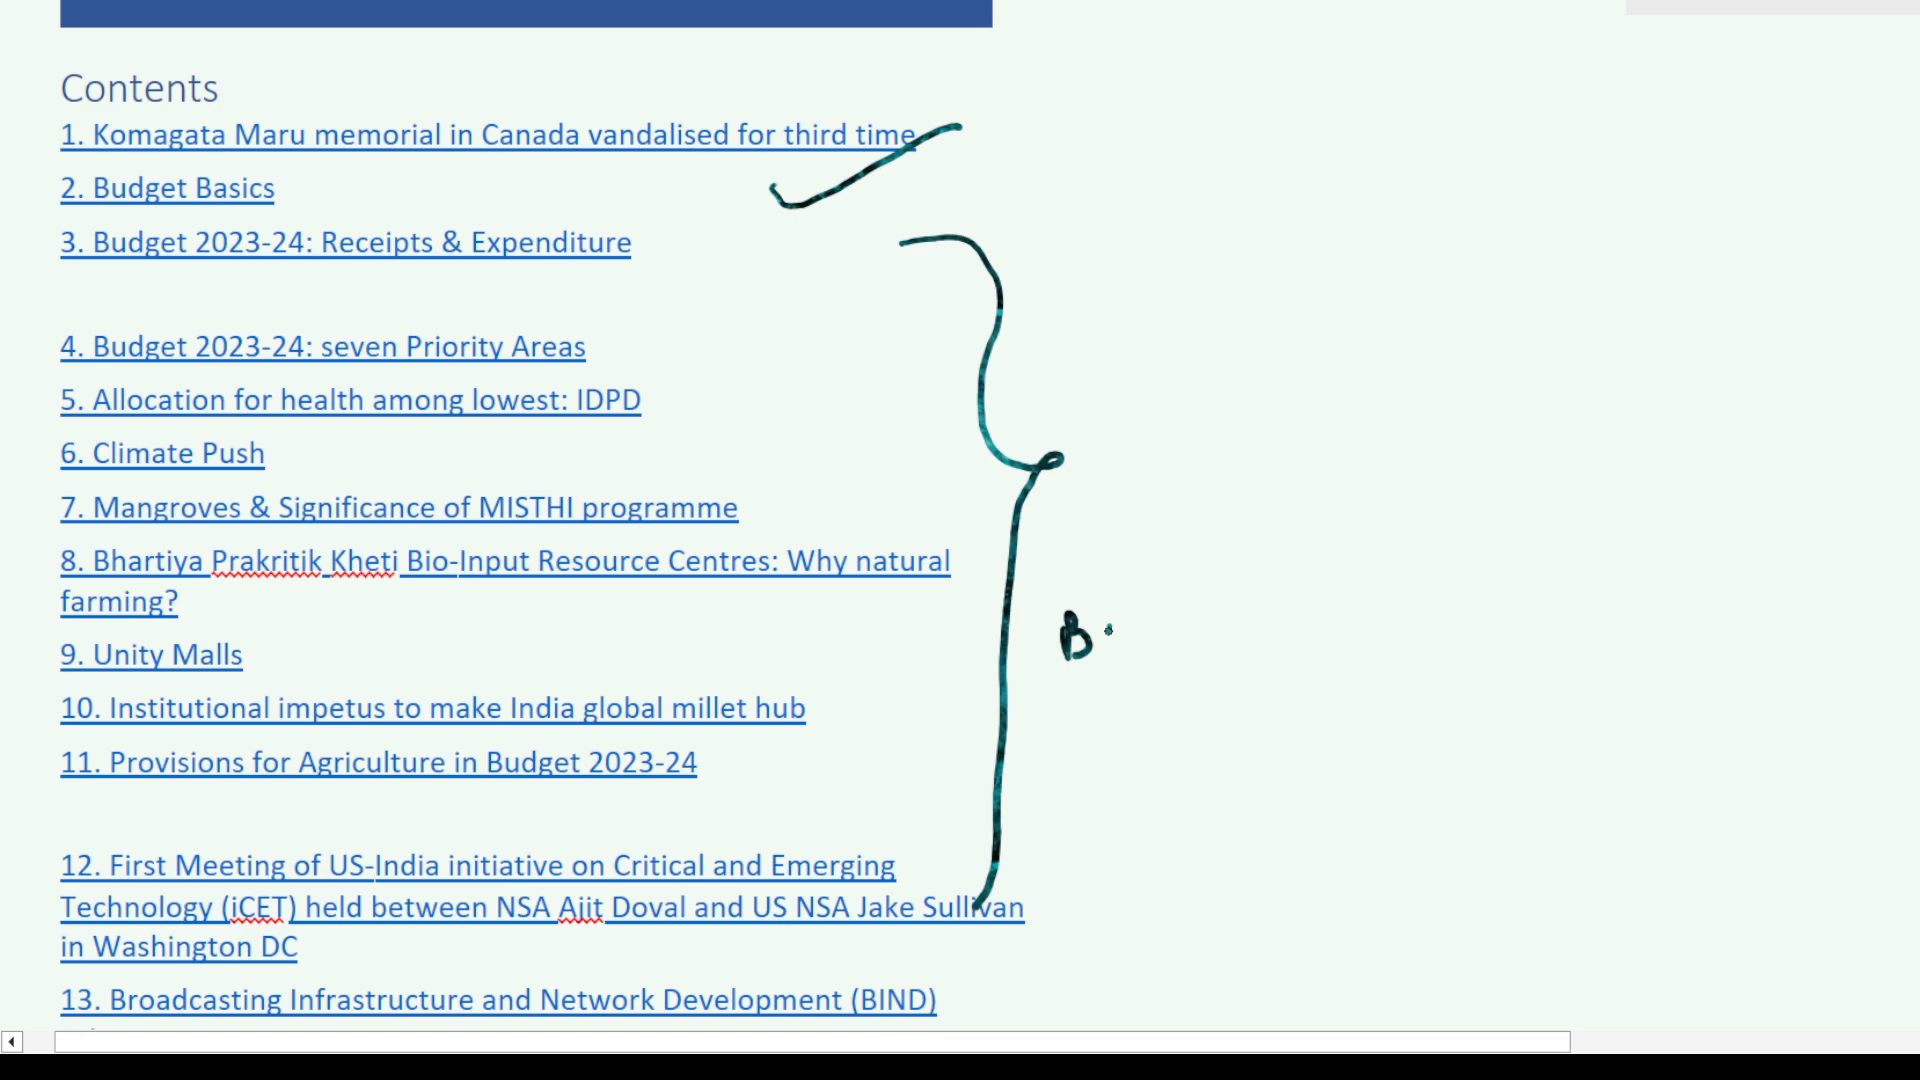 Contents
1. Komagata Maru memorial in Canada vandalised for third time
2. Budget Basics
3. Budget 2023-24: Receipts & Expenditure
4. Budget 2023-24: seven Priority Areas
5. Allocation for health among lowest: IDPD
6. Climate Push
7. Mangroves & Significance of MISTHI programme
8. Bhartiya Prakritik Kheti Bio-Input Resource Centres: Why natural
farming?
B
9. Unity Malls
10. Institutional impetus to make India global millet hub
11. Provisions for Agriculture in Budget 2023-24
12. First Meeting of US-India initiative on Critical and Emerging
Technology (iCET) held between NSA Ajit Doval and US NSA Jake Sullivan
in Washington DC
13. Broadcasting Infrastructure and Network Development (BIND)